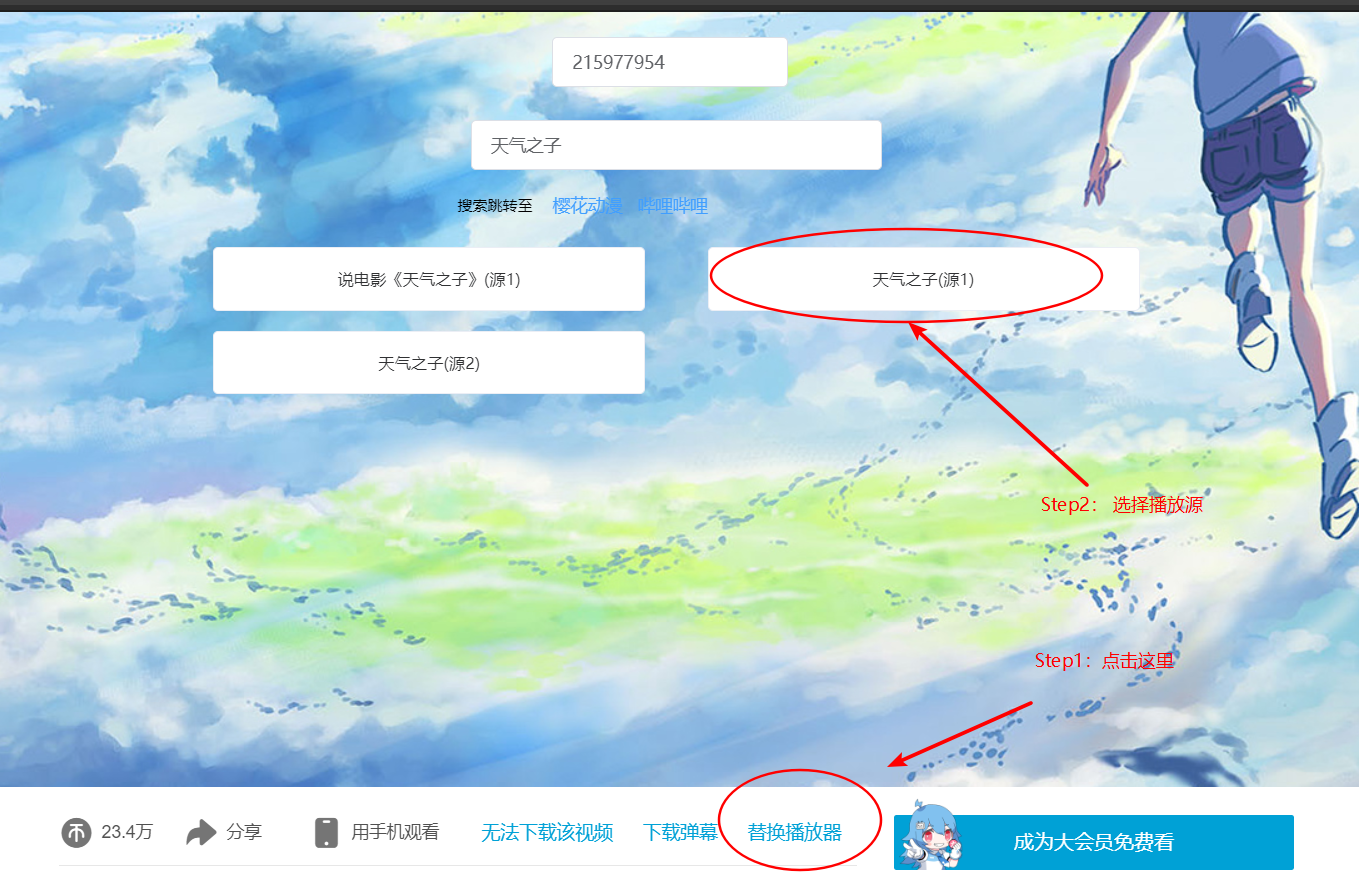 215977954
天气之子
搜索跳转至 樱花动漫 哔哩哔哩
说电影《天气之子》(源1)
天气之子(源1)
天气之子(源2)
Step2： 选择播放源
Step1：点击这里
23.4万
分享
用手机观看
无法下载该视频
下载弹幕
替换播放器
成为大会员免费看